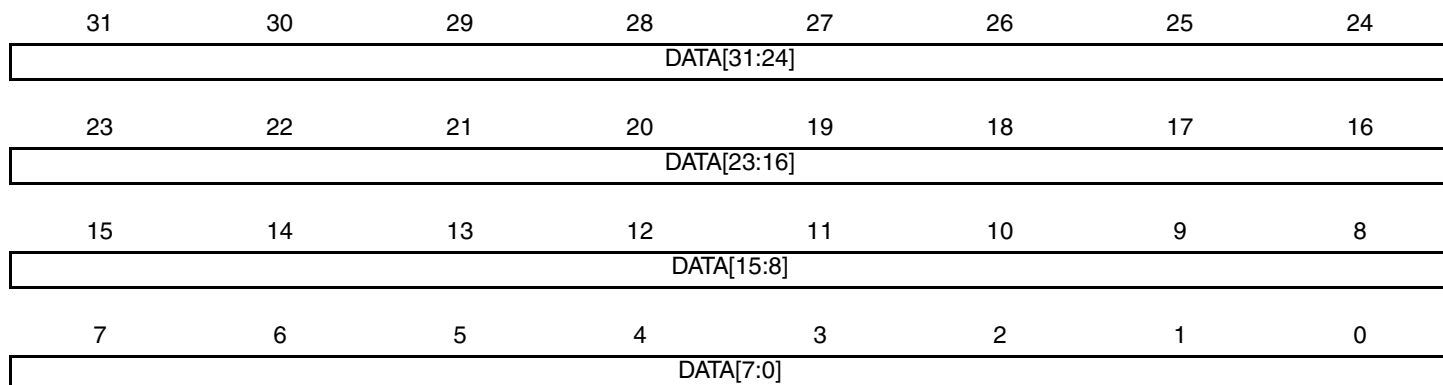 31 30 29 28 27 26 25 24
DATA[31:24]
23 22 21 20 19 18 17 16
DATA[23:16]
15 14 13 12 11 10 9 8
DATA[15:8]
7 6 5 4 3 2 1 0
DATA[7:0]